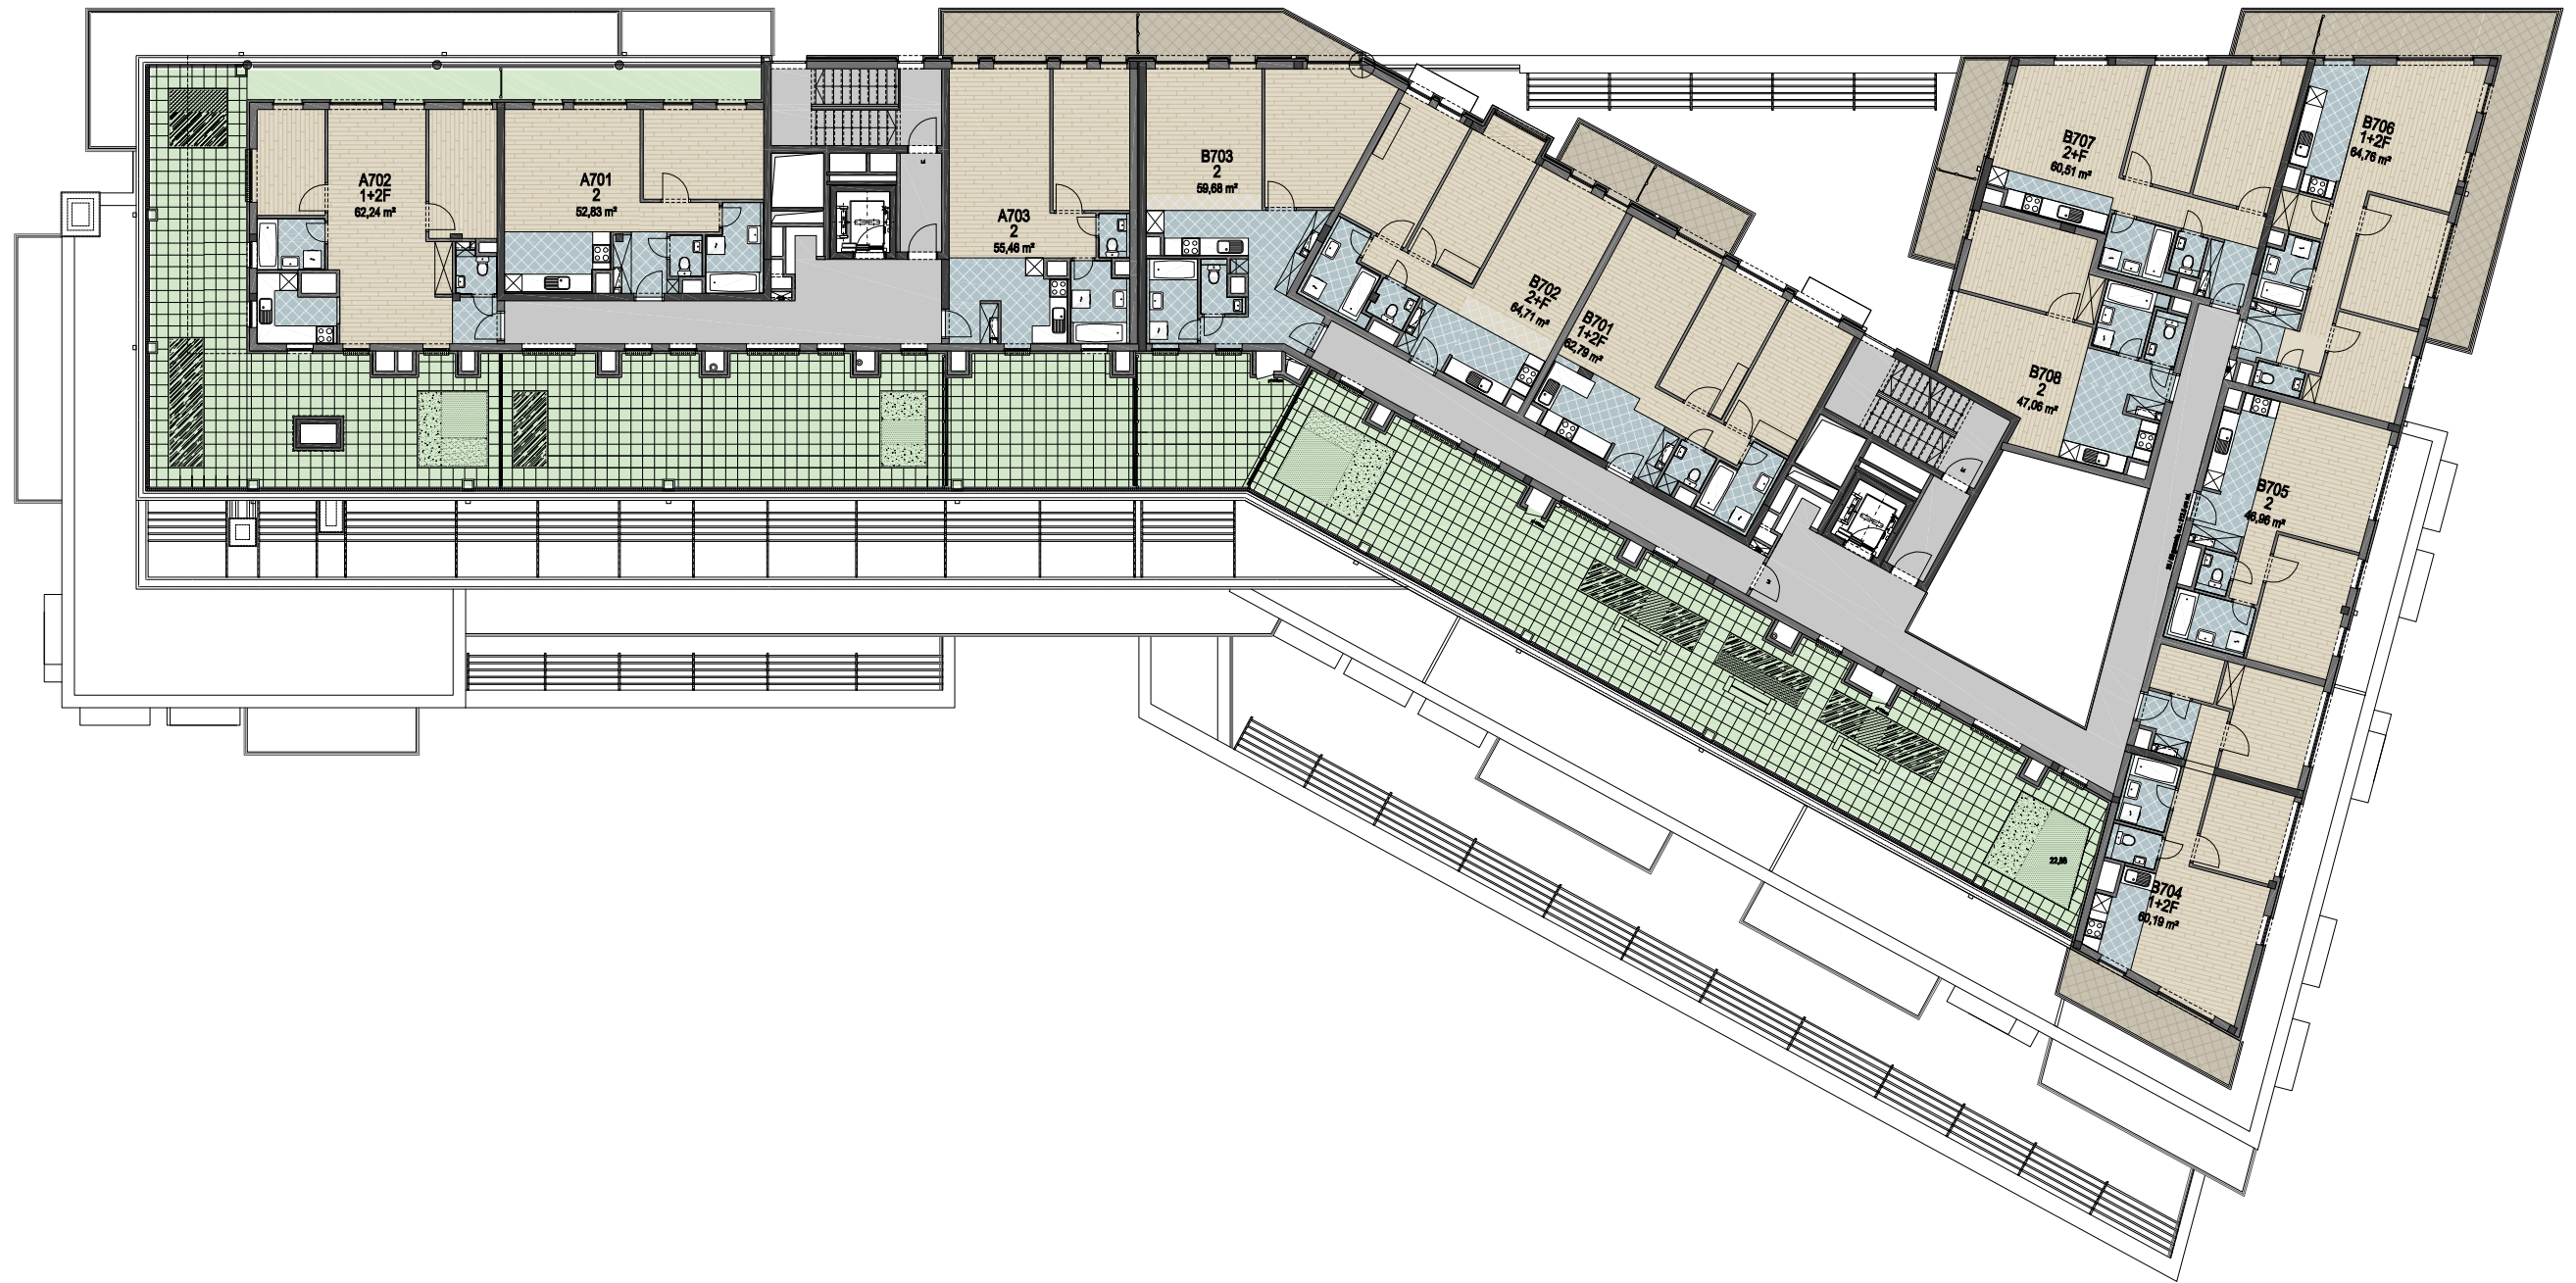 A702
1+2F
62,24 m²
A701
2
52,83 m²
A703
2
55,46 m²
B703
2
59,68 m²
B702
2+F
64,71 m²
B701
1+2F
62,79 m²
B707
2+F
60,51 m²
B706
1+2F
64,76 m²
B708
2
47,06 m²
B705
2
46,96 m²
B704
1+2F
60,19 m²